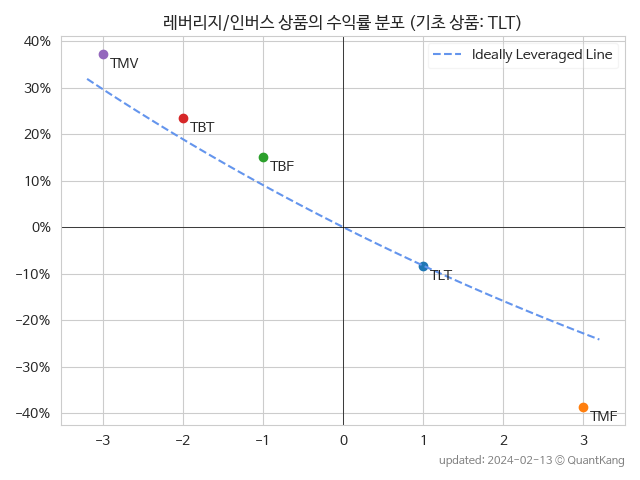 레버리지/인버스 상품의 수익률 분포 (기초 상품: TLT)
40%
30%
20%
10%
0%
−10%
−20%
−30%
−40%
Ideally Leveraged Line
TMV
TBT
TBF
TLT
TMF
−3
−2
−1
0
1
2
3
updated: 2024-02-13 © QuantKang